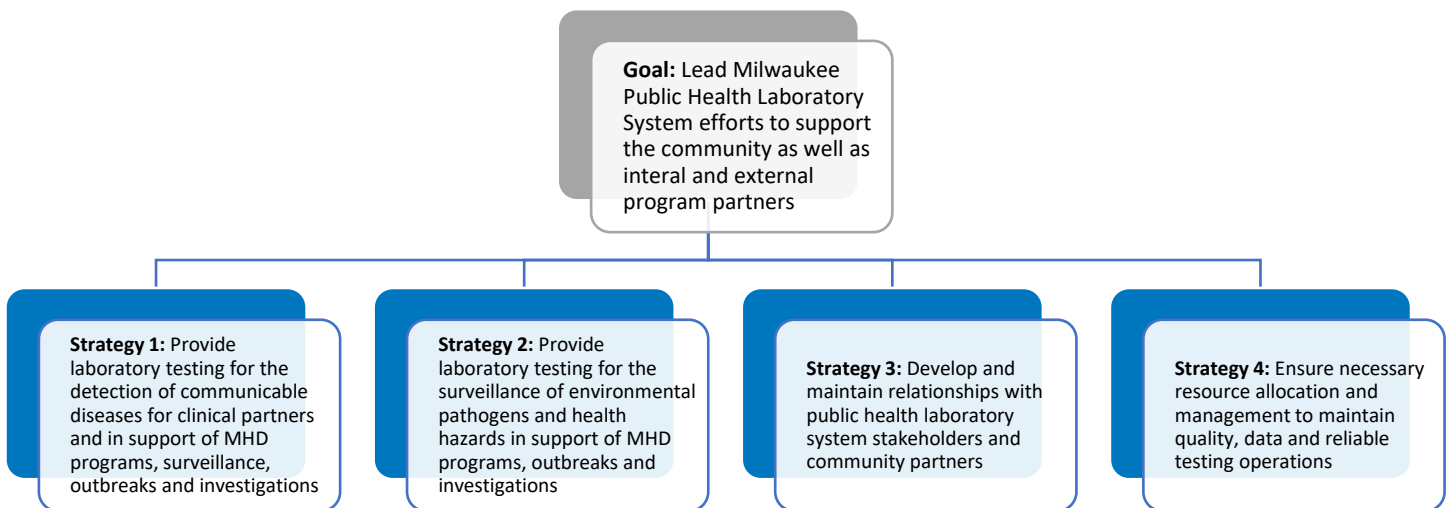 Goal: Lead Milwaukee
Public Health Laboratory
System efforts to support
the community as well as
interal and external
program partners
Strategy 1: Provide
laboratory testing for the
detection of communicable
diseases for clinical partners
and in support of MHD
programs, surveillance,
outbreaks and investigations
Strategy 2: Provide
laboratory testing for the
surveillance of environmental
pathogens and health
hazards in support of MHD
programs, outbreaks and
investigations
Strategy 3: Develop and
maintain relationships with
public health laboratory
system stakeholders and
community partners
Strategy 4: Ensure necessary
resource allocation and
management to maintain
quality, data and reliable
testing operations